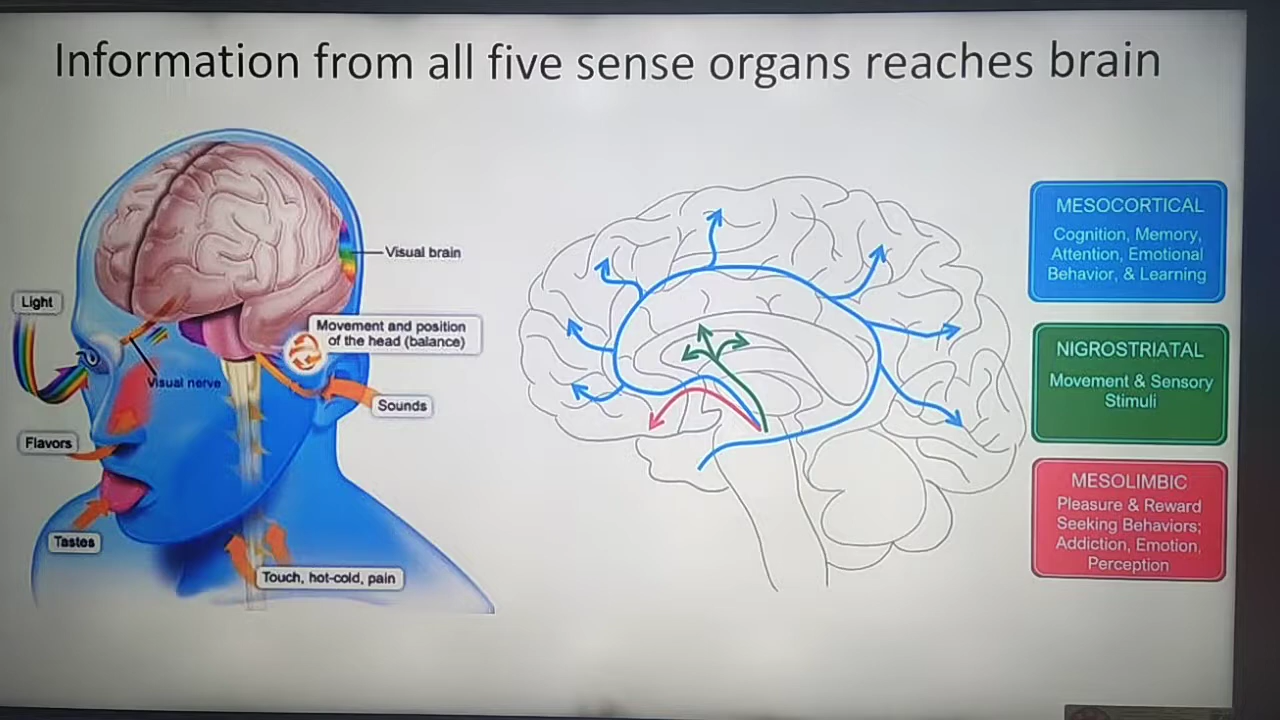 Information from all five sense organs reaches brain
Visual brain
Light
Movement and position
of the head (balance)
Visual nerve
Sounds
Flavors
Tastes
Touch, hot-cold, pain
MESOCORTICAL
Cognition, Memory,
Attention, Emotional
Behavior, & Learning
NIGROSTRIATAL
Movement & Sensory
Stimuli
MESOLIMBIC
Pleasure & Reward
Seeking Behaviors;
Addiction, Emotion,
Perception